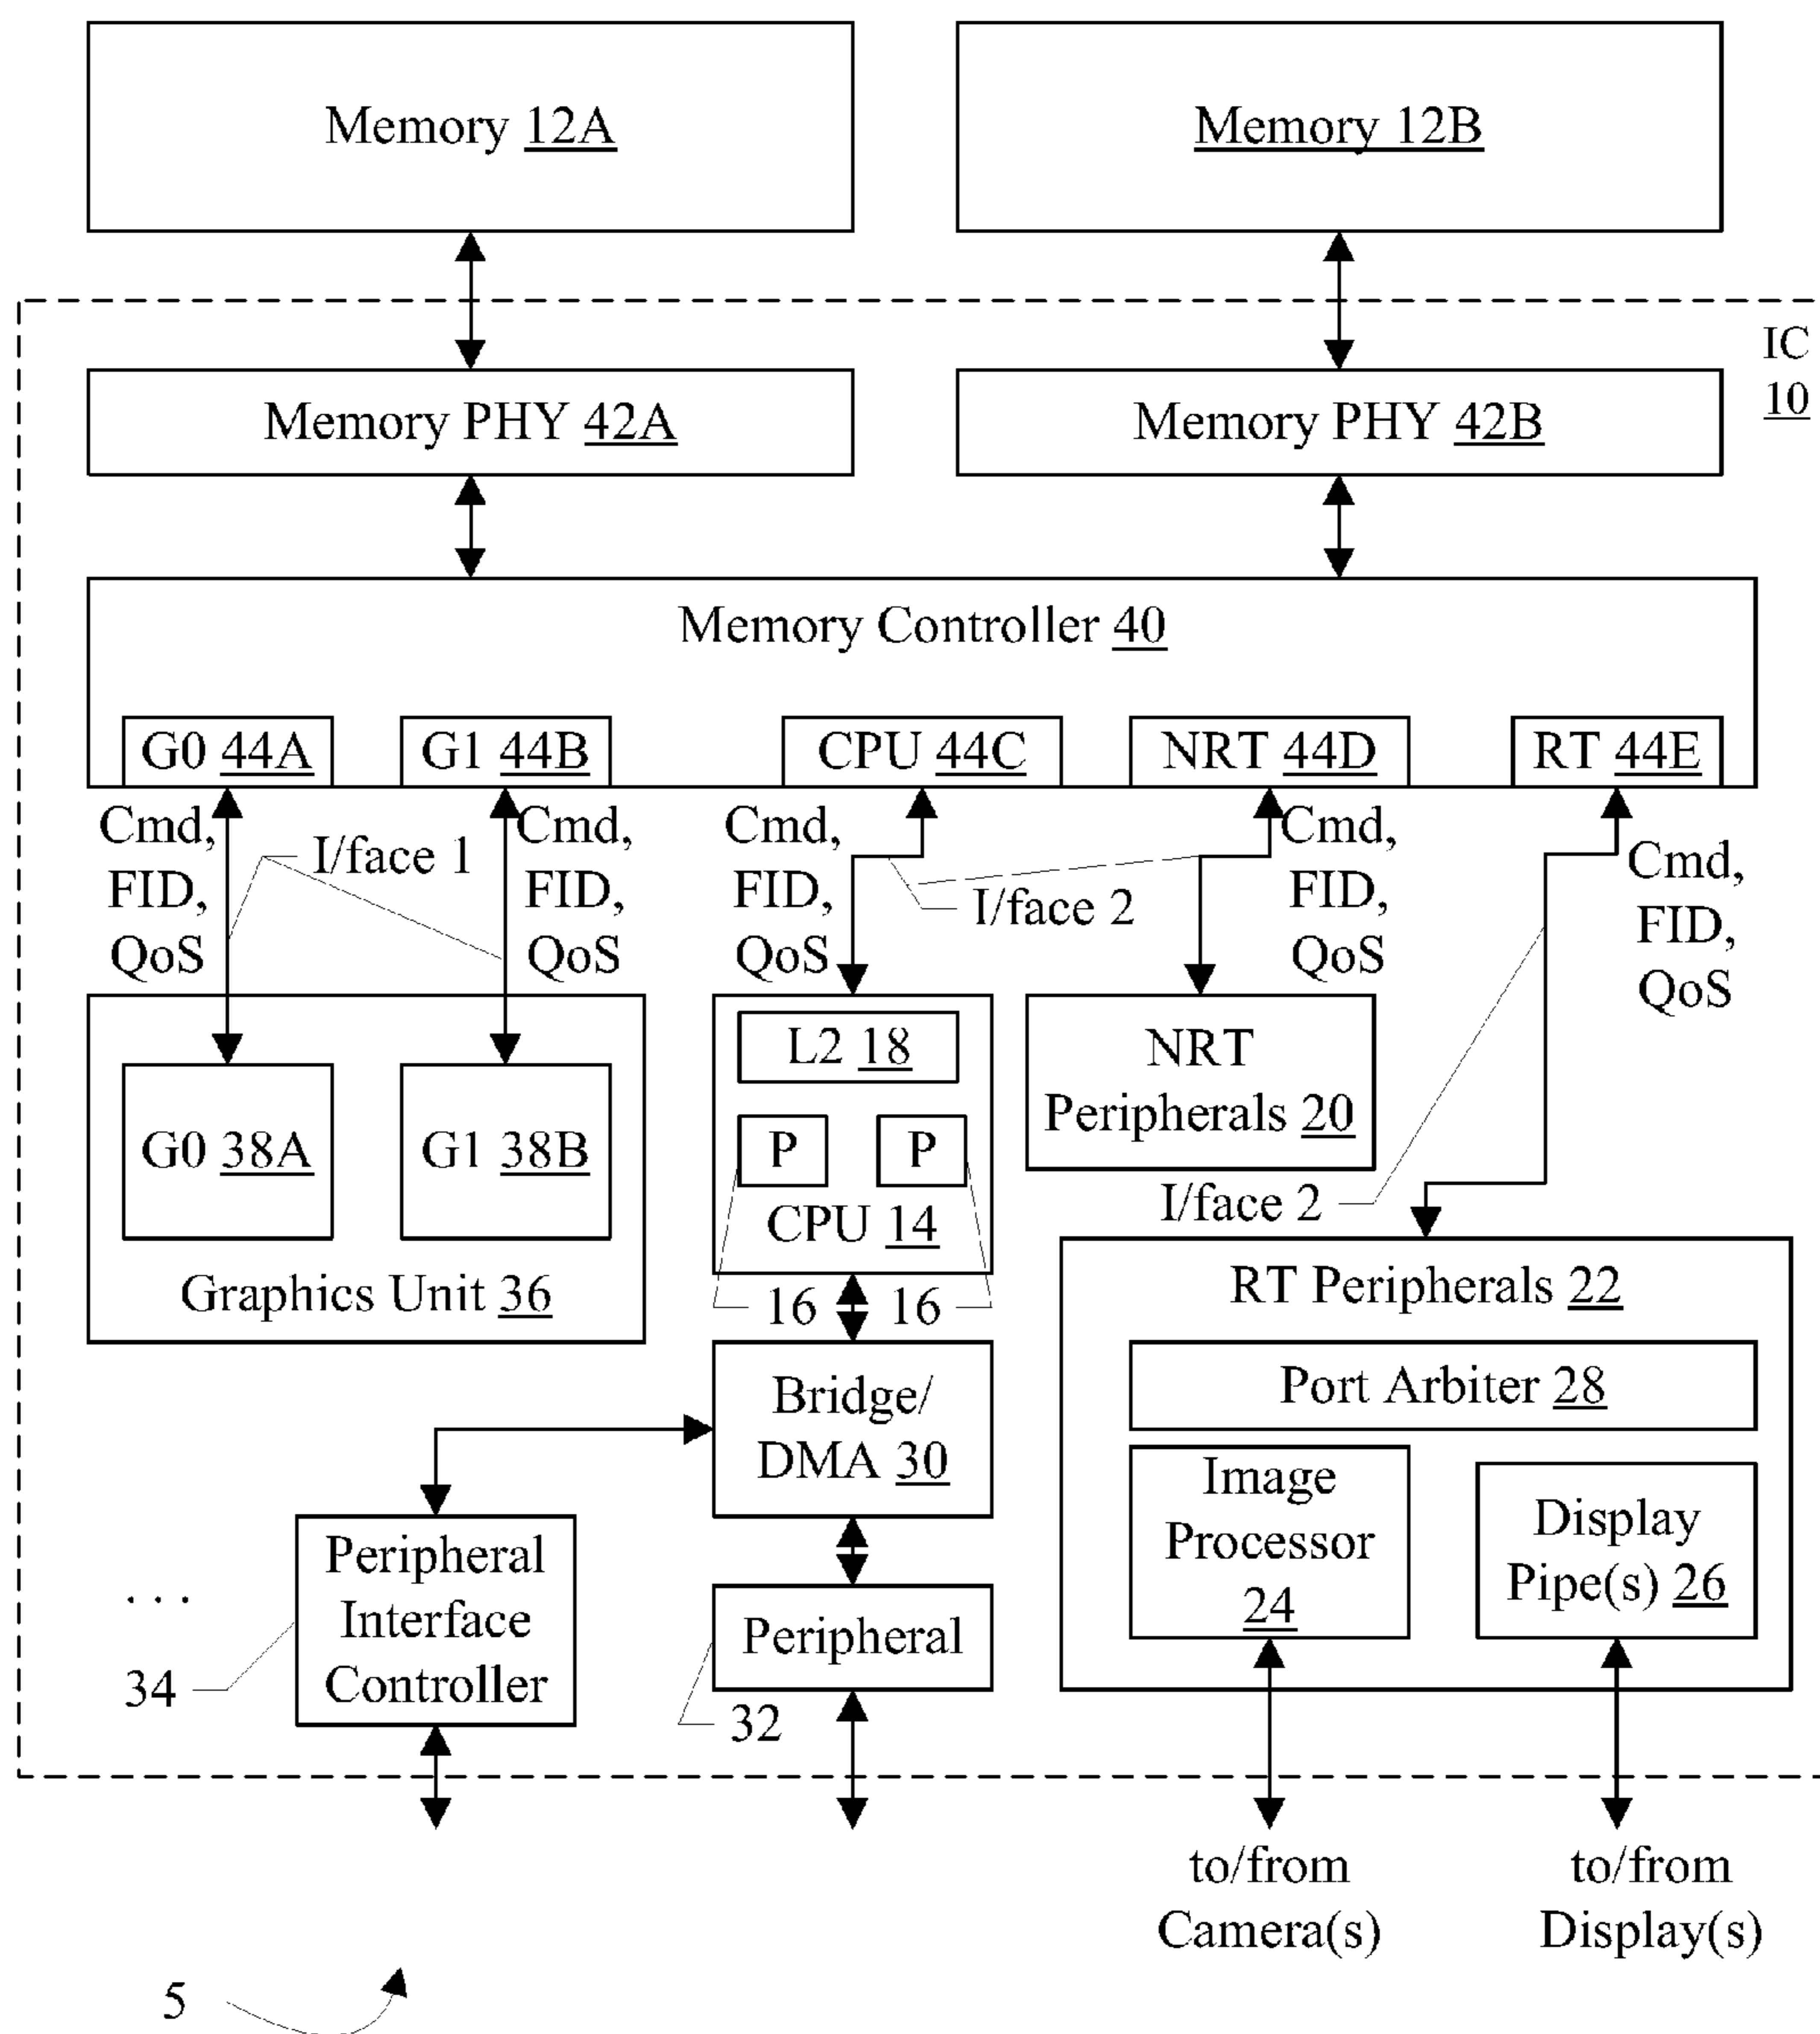 Memory 12A
Memory 12B
IC
10
Memory PHY 42A
Memory PHY 42B
Memory Controller 40
G0 44A
G1 44B
CPU 44C
NRT 44D
RT 44E
Cmd,
FID,
QoS
I/face 1
Cmd,
FID,
QoS
Cmd,
FID,
QoS
I/face 2
Cmd,
FID,
QoS
Cmd,
FID,
QoS
G0 38A
G1 38B
Graphics Unit 36
L2 18
P
P
CPU 14
16
16
NRT
Peripherals 20
I/face 2
RT Peripherals 22
Port Arbiter 28
Image
Processor
24
Display
Pipe(s) 26
Bridge/
DMA 30
. . .
Peripheral
Interface
Controller
34
Peripheral
32
to/from
Camera(s)
to/from
Display(s)
5